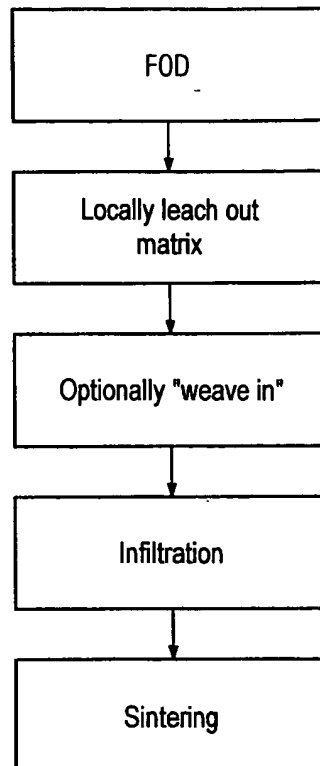 FOD
Locally leach out
matrix
Optionally "weave in"
Infiltration
Sintering